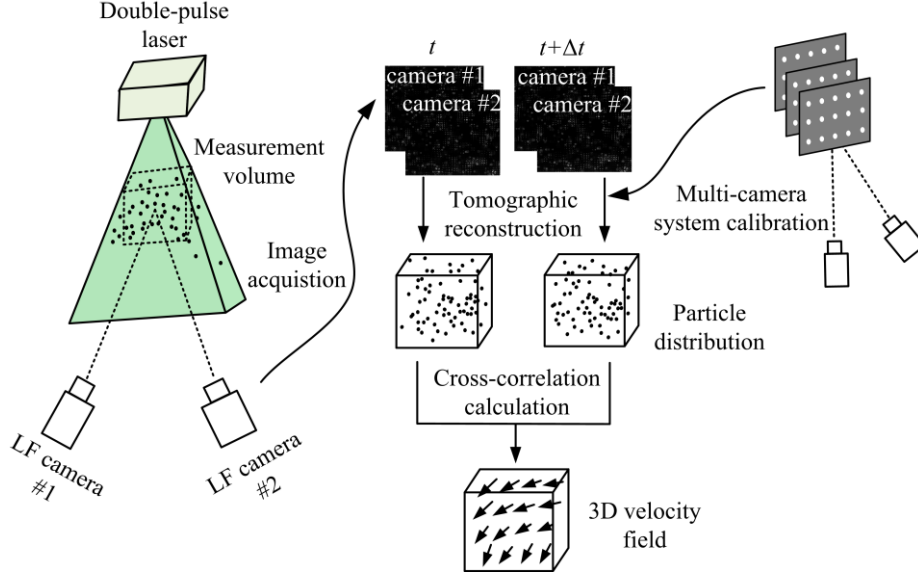 Double-pulse
laser
t
t+Δt
camera #1
camera #2
camera #1
camera #2
Measurement
volume
Image
acquistion
Tomographic
reconstruction
Multi-camera
system calibration
Particle
distribution
Cross-correlation
calculation
LF camera
#1
LF camera
#2
3D velocity
field